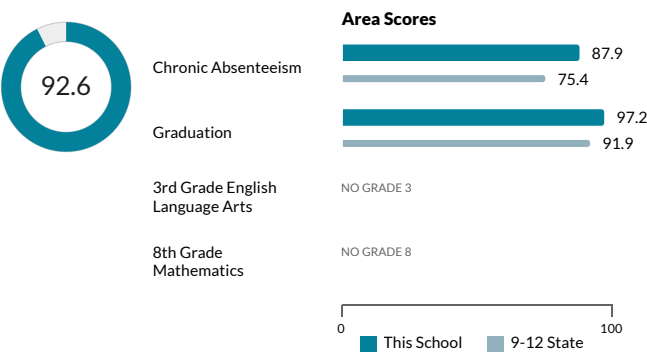 Area Scores
92.6
Chronic Absenteeism
87.9
75.4
Graduation
97.2
91.9
3rd Grade English
Language Arts
NO GRADE 3
8th Grade
Mathematics
NO GRADE 8
0
100
This School
9-12 State